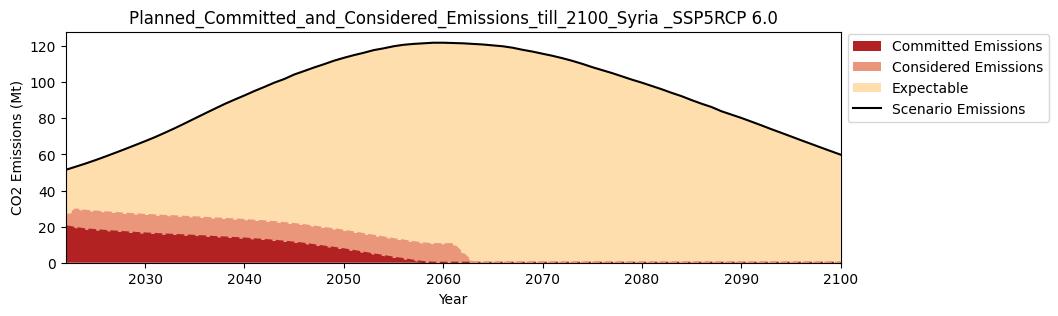 Planned_Committed_and_Considered_Emissions_till_2100_Syria _SSP5RCP 6.0
CO2 Emissions (Mt)
120
100
80
60
40
20
0
2030 2040 2050 2060 2070 2080 2090 2100
Year
Committed Emissions
Considered Emissions
Expectable
Scenario Emissions